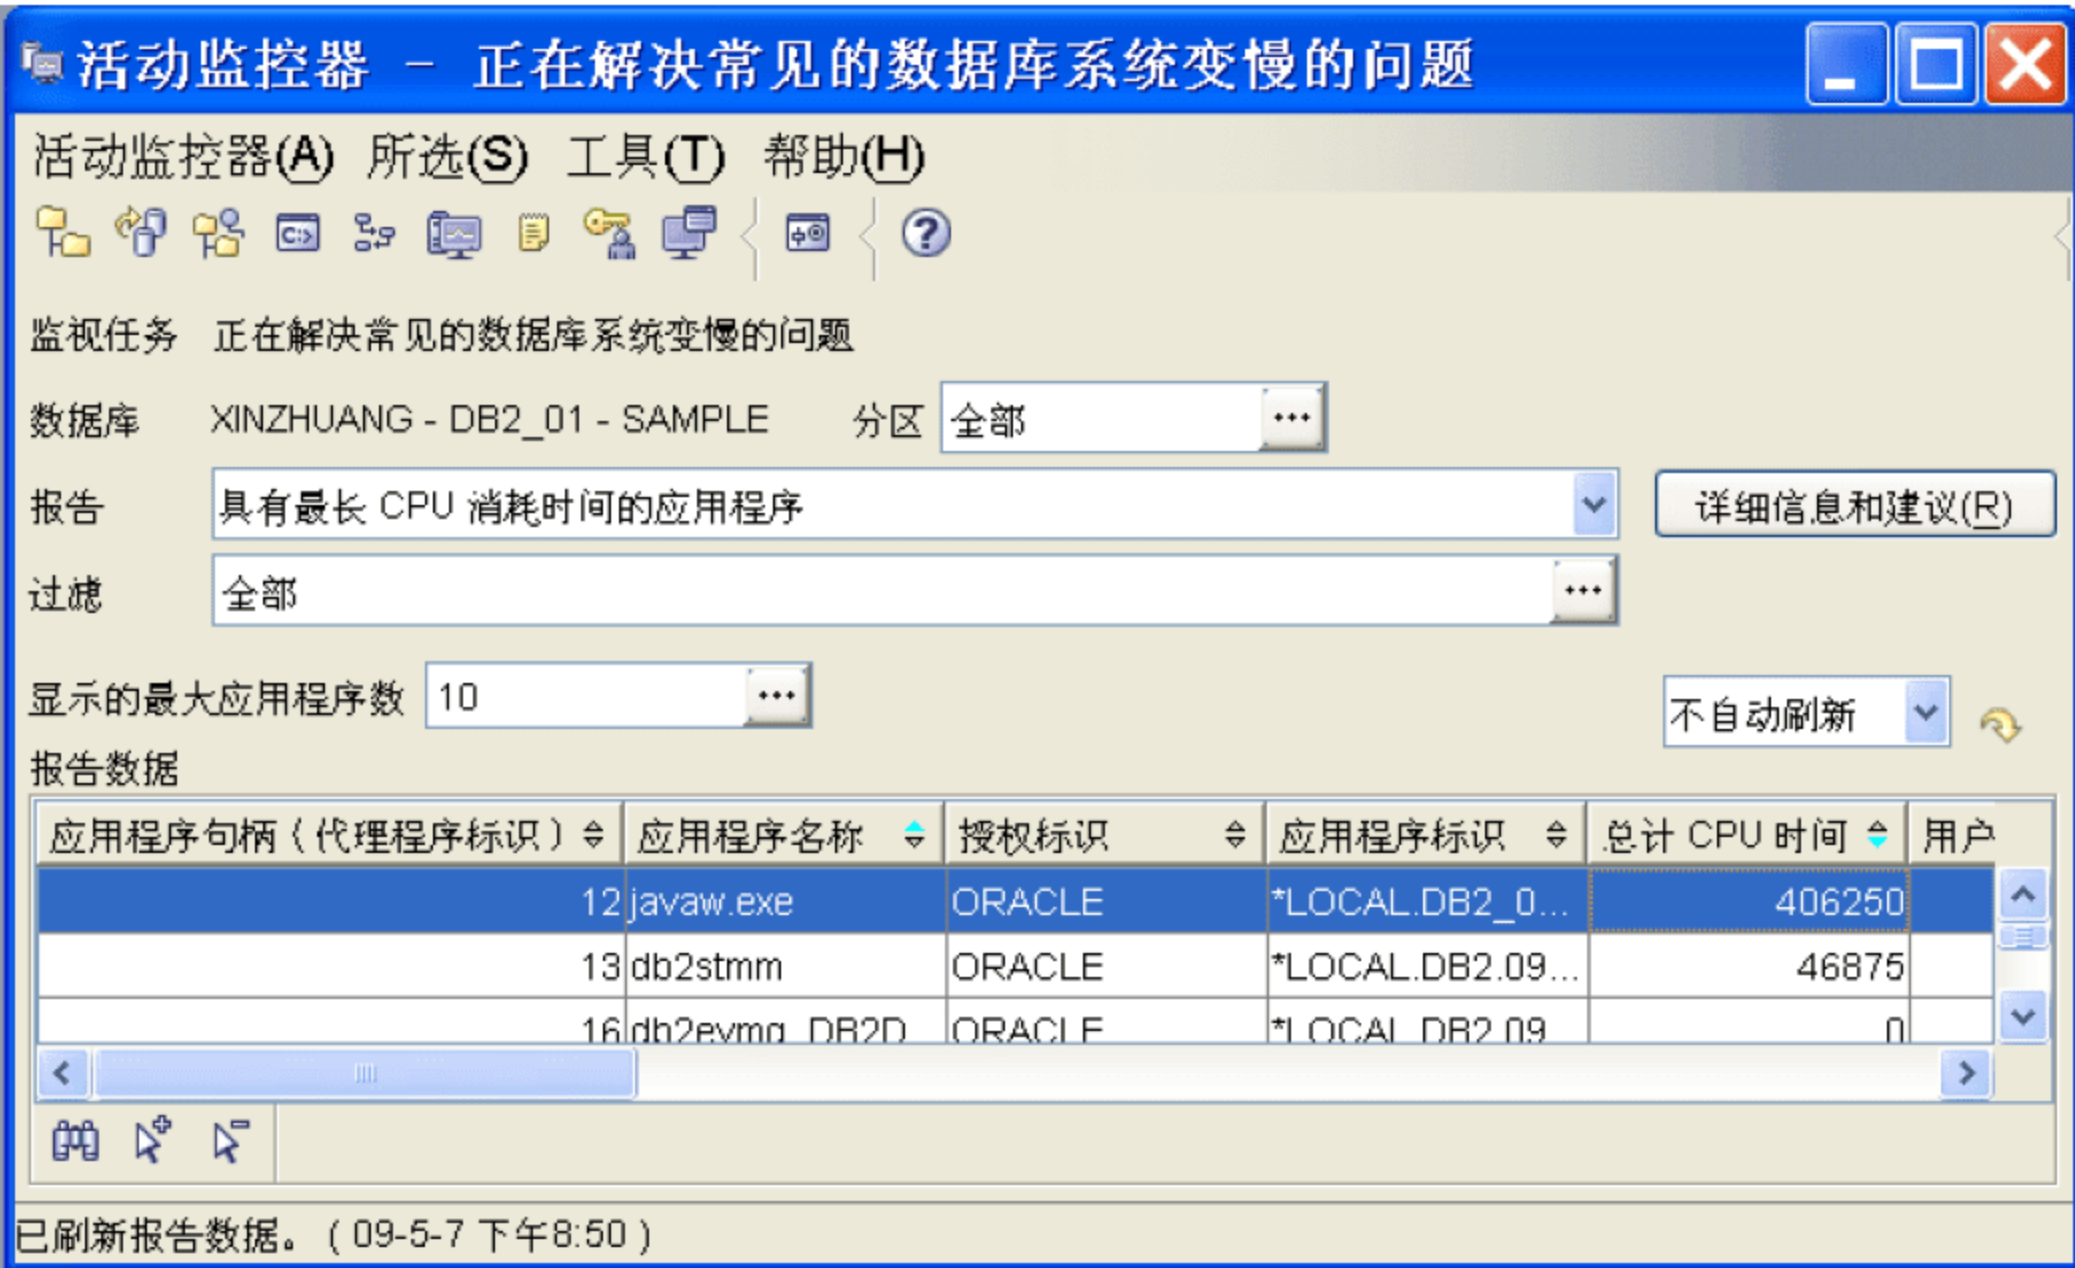 活动监控器 - 正在解决常见的数据库系统变慢的问题
活动监控器(A) 所选(S) 工具(T) 帮助(H)
监视任务 正在解决常见的数据库系统变慢的问题
数据库 XINZHUANG - DB2_01 - SAMPLE 分区 全部 ...
报告 具有最长 CPU 消耗时间的应用程序 详细信息和建议(R)
过滤 全部 ...
显示的最大应用程序数 10 ... 不自动刷新
报告数据
应用程序句柄（代理程序标识） 应用程序名称 授权标识 应用程序标识 总计 CPU 时间 用户
12 javaw.exe ORACLE *LOCAL.DB2_0... 406250
13 db2stmm ORACLE *LOCAL.DB2.09... 46875
16 db2evmg_DB2D ORACLE *LOCAL.DB2.09 0
已刷新报告数据。（09-5-7 下午8:50）